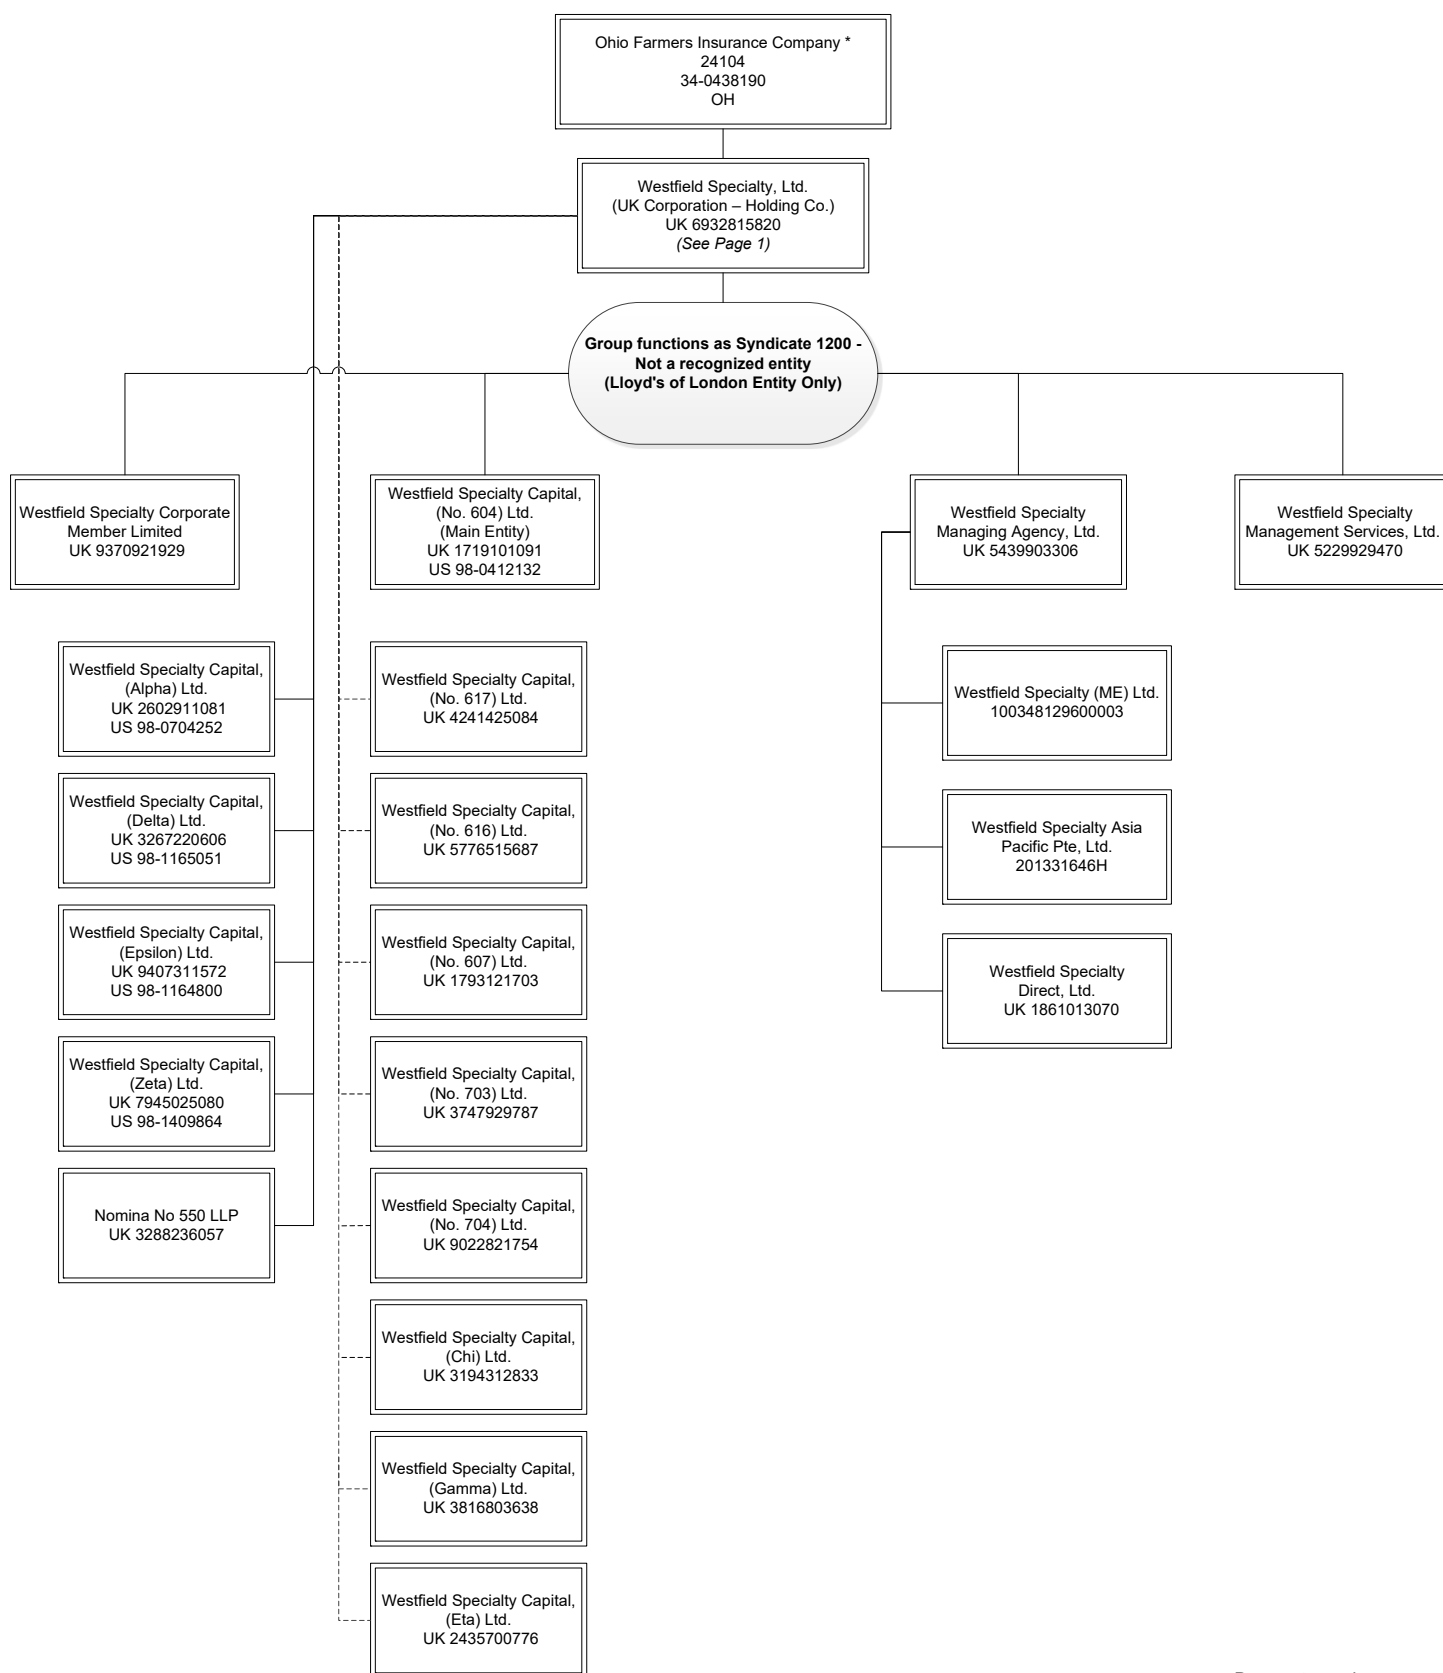 Ohio Farmers Insurance Company *
24104
34-0438190
OH
Westfield Specialty, Ltd.
(UK Corporation – Holding Co.)
UK 6932815820
(See Page 1)
Group functions as Syndicate 1200 -
Not a recognized entity
(Lloyd's of London Entity Only)
Westfield Specialty Corporate
Member Limited
UK 9370921929
Westfield Specialty Capital,
(No. 604) Ltd.
(Main Entity)
UK 1719101091
US 98-0412132
Westfield Specialty
Managing Agency, Ltd.
UK 5439903306
Westfield Specialty
Management Services, Ltd.
UK 5229929470
Westfield Specialty Capital,
(Alpha) Ltd.
UK 2602911081
US 98-0704252
Westfield Specialty Capital,
(No. 617) Ltd.
UK 4241425084
Westfield Specialty (ME) Ltd.
100348129600003
Westfield Specialty Capital,
(Delta) Ltd.
UK 3267220606
US 98-1165051
Westfield Specialty Capital,
(No. 616) Ltd.
UK 5776515687
Westfield Specialty Asia
Pacific Pte, Ltd.
201331646H
Westfield Specialty Capital,
(Epsilon) Ltd.
UK 9407311572
US 98-1164800
Westfield Specialty Capital,
(No. 607) Ltd.
UK 1793121703
Westfield Specialty
Direct, Ltd.
UK 1861013070
Westfield Specialty Capital,
(Zeta) Ltd.
UK 7945025080
US 98-1409864
Westfield Specialty Capital,
(No. 703) Ltd.
UK 3747929787
Nomina No 550 LLP
UK 3288236057
Westfield Specialty Capital,
(No. 704) Ltd.
UK 9022821754
Westfield Specialty Capital,
(Chi) Ltd.
UK 3194312833
Westfield Specialty Capital,
(Gamma) Ltd.
UK 3816803638
Westfield Specialty Capital,
(Eta) Ltd.
UK 2435700776